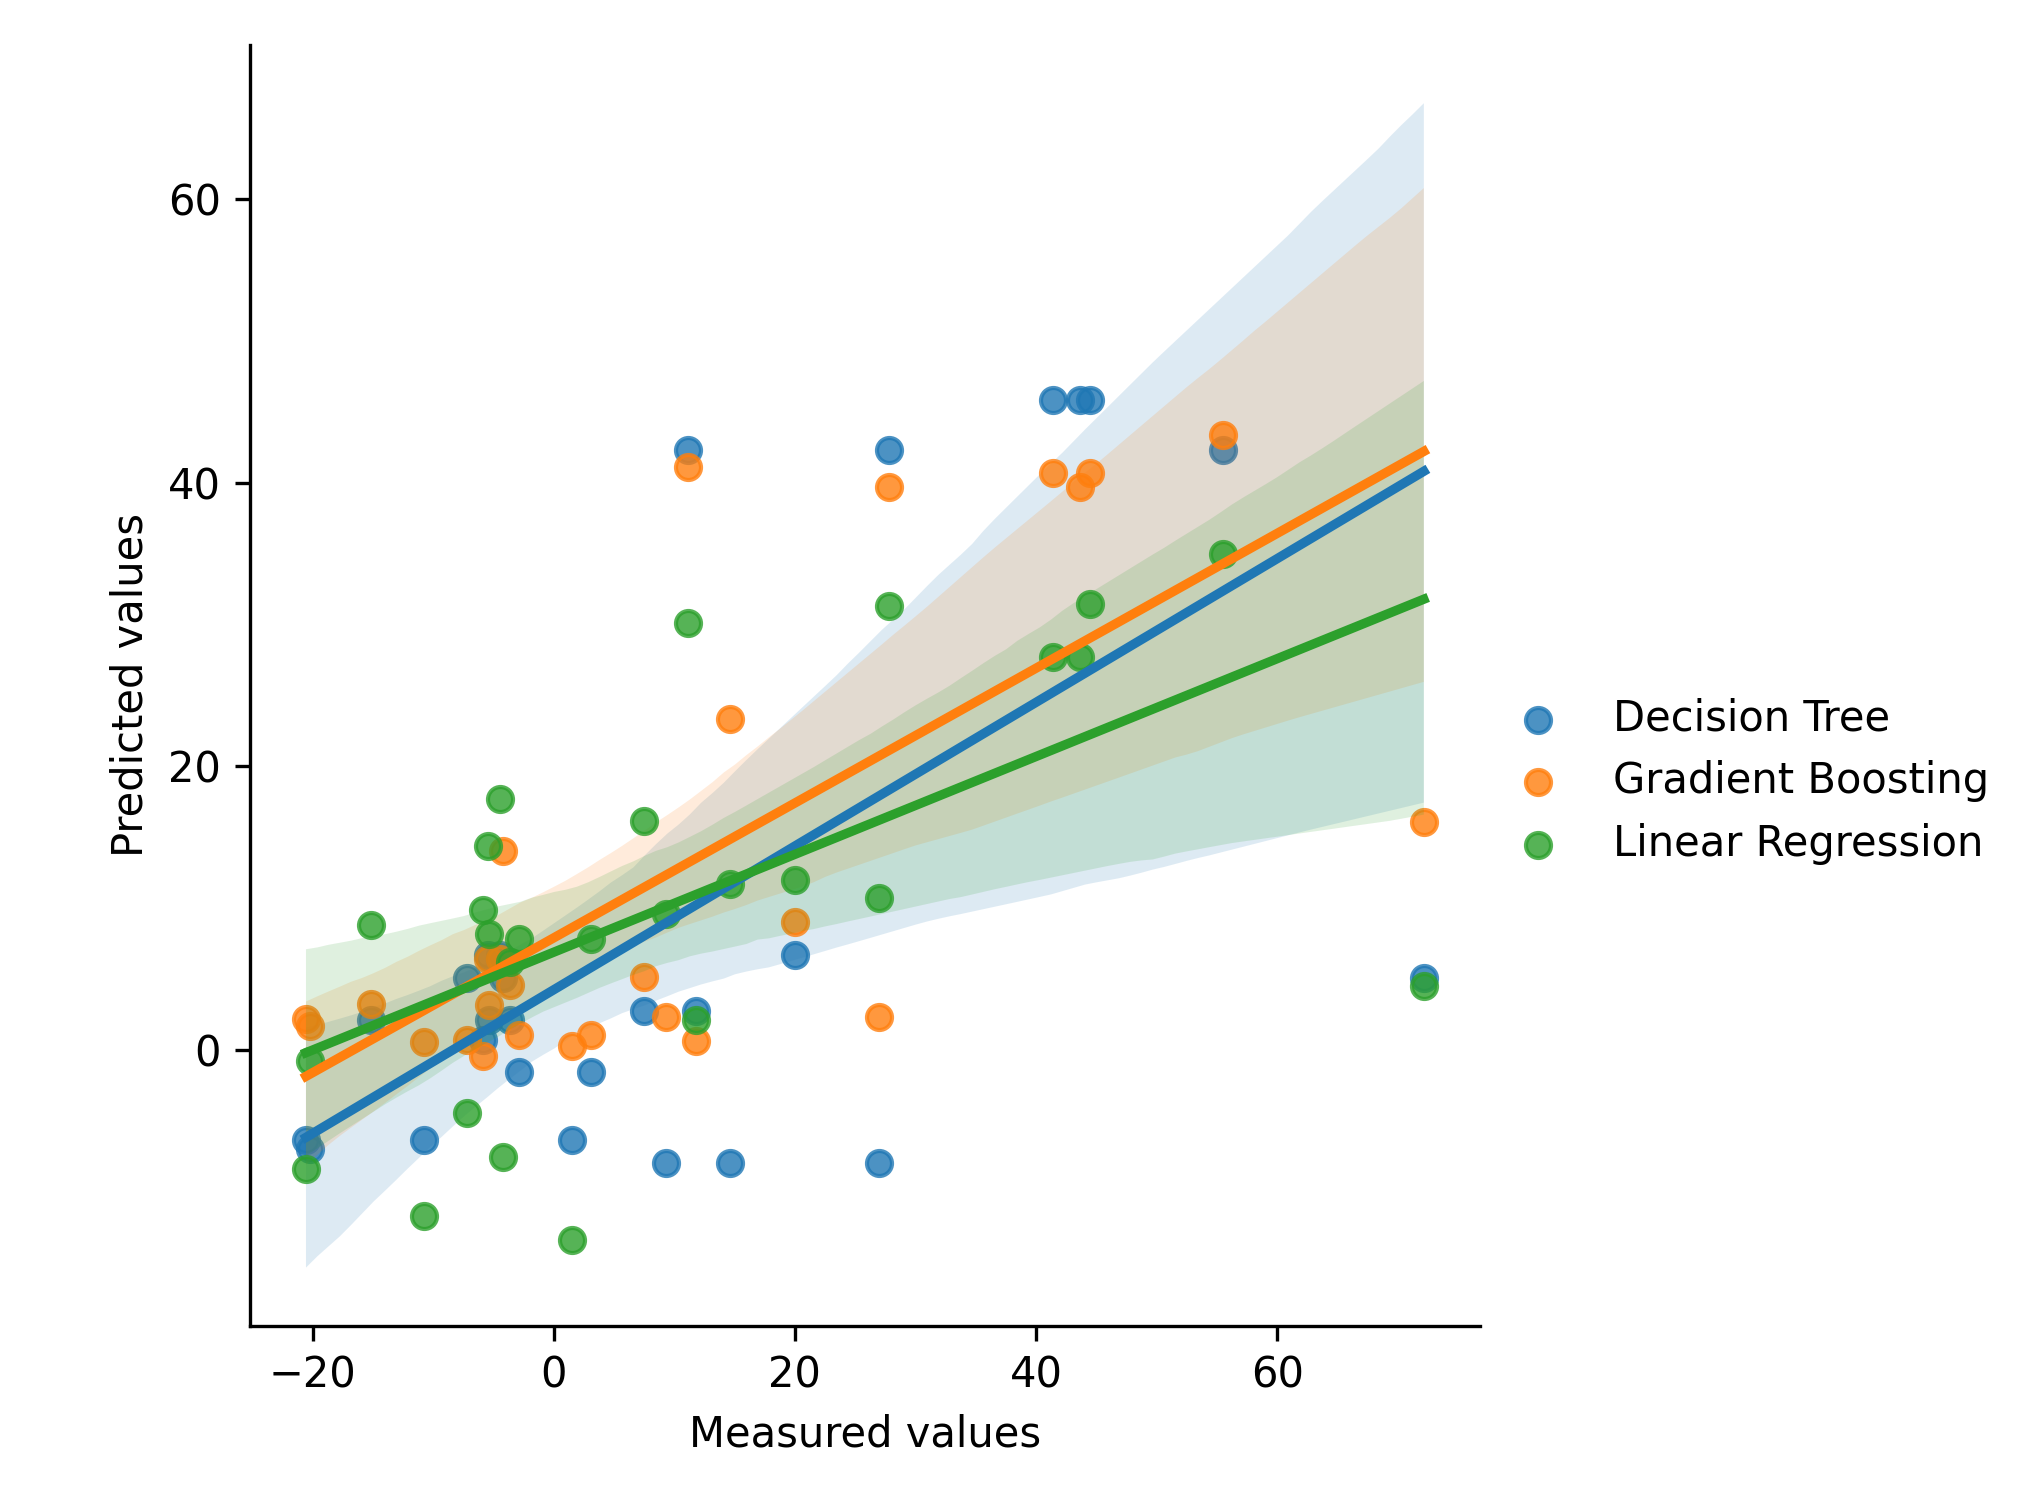 60
40
20
0
−20 0 20 40 60
Predicted values
Measured values
Decision Tree
Gradient Boosting
Linear Regression